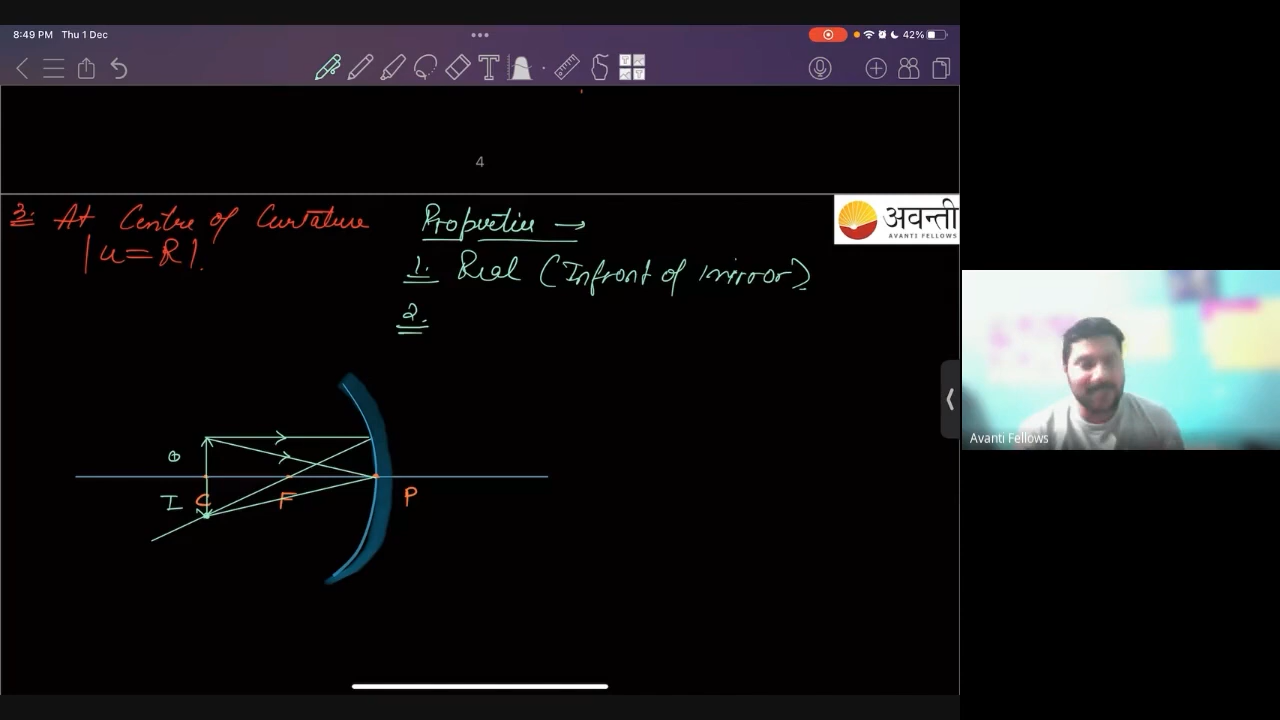 8:49 PM Thu 1 Dec
42%
4
3. At Centre of Curvature
|u=R|.
Properties →
1. Real (Infront of mirror).
2.
अवन्ती
AVANTI FELLOWS
O
I C F P
Avanti Fellows